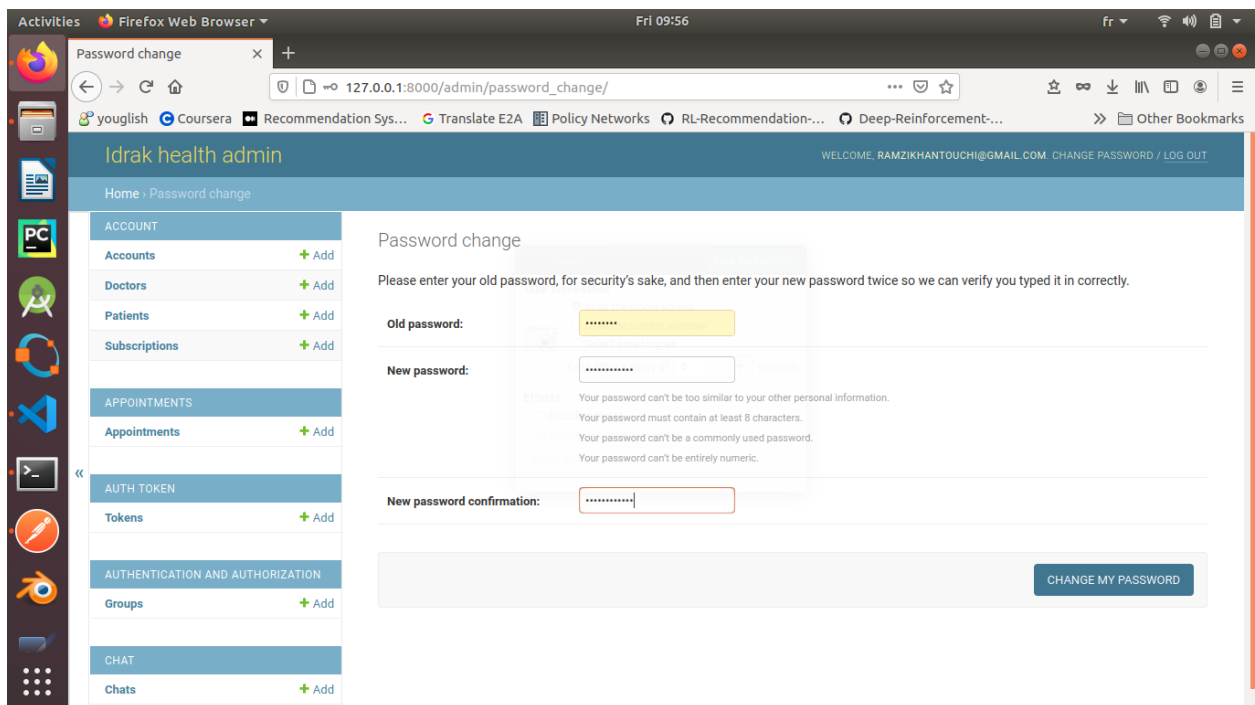 Activities Firefox Web Browser Fri 09:56 fr
Password change
127.0.0.1:8000/admin/password_change/
youglish Coursera Recommendation Sys... Translate E2A Policy Networks RL-Recommendation-... Deep-Reinforcement-... Other Bookmarks
Idrak health admin WELCOME, RAMZIKHANTOUCHI@GMAIL.COM. CHANGE PASSWORD / LOG OUT
Home › Password change
ACCOUNT
Accounts + Add
Doctors + Add
Patients + Add
Subscriptions + Add
APPOINTMENTS
Appointments + Add
AUTH TOKEN
Tokens + Add
AUTHENTICATION AND AUTHORIZATION
Groups + Add
CHAT
Chats + Add
Password change
Please enter your old password, for security's sake, and then enter your new password twice so we can verify you typed it in correctly.
Old password: ••••••••
New password: ••••••••••••
Your password can't be too similar to your other personal information.
Your password must contain at least 8 characters.
Your password can't be a commonly used password.
Your password can't be entirely numeric.
New password confirmation: ••••••••••••
CHANGE MY PASSWORD